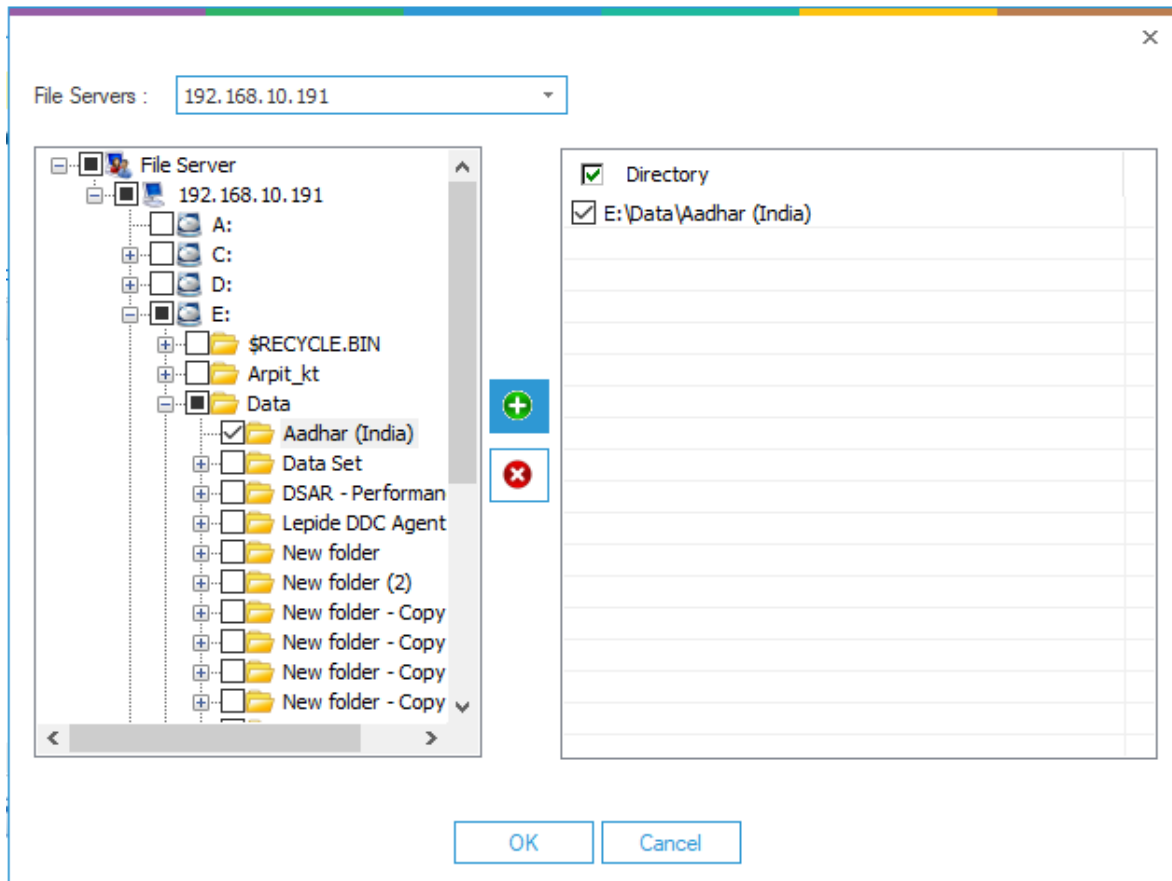 File Servers :
192.168.10.191
File Server
192.168.10.191
A:
C:
D:
E:
$RECYCLE.BIN
Arpit_kt
Data
Aadhar (India)
Data Set
DSAR - Performan
Lepide DDC Agent
New folder
New folder (2)
New folder - Copy
New folder - Copy
New folder - Copy
New folder - Copy
Directory
E:\Data\Aadhar (India)
OK
Cancel